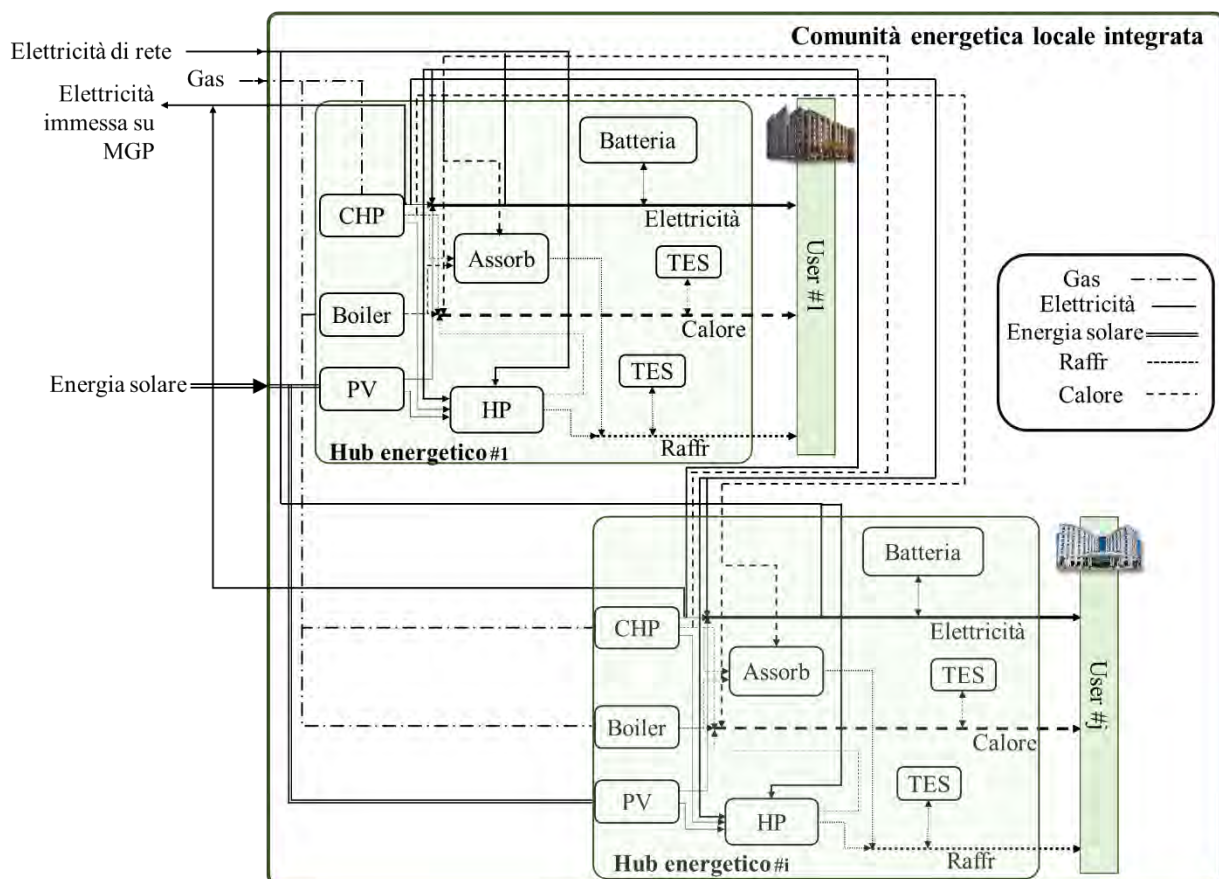 Comunità energetica locale integrata
Elettricità di rete
Gas
Elettricità
immessa su
MGP
Energia solare
Batteria
CHP
Elettricità
Assorb
TES
Boiler
Calore
PV
TES
HP
Raffr
Hub energetico #1
User #1
Gas
Elettricità
Energia solare
Raffr
Calore
Batteria
CHP
Elettricità
Assorb
TES
Boiler
Calore
PV
TES
HP
Raffr
Hub energetico #i
User #j